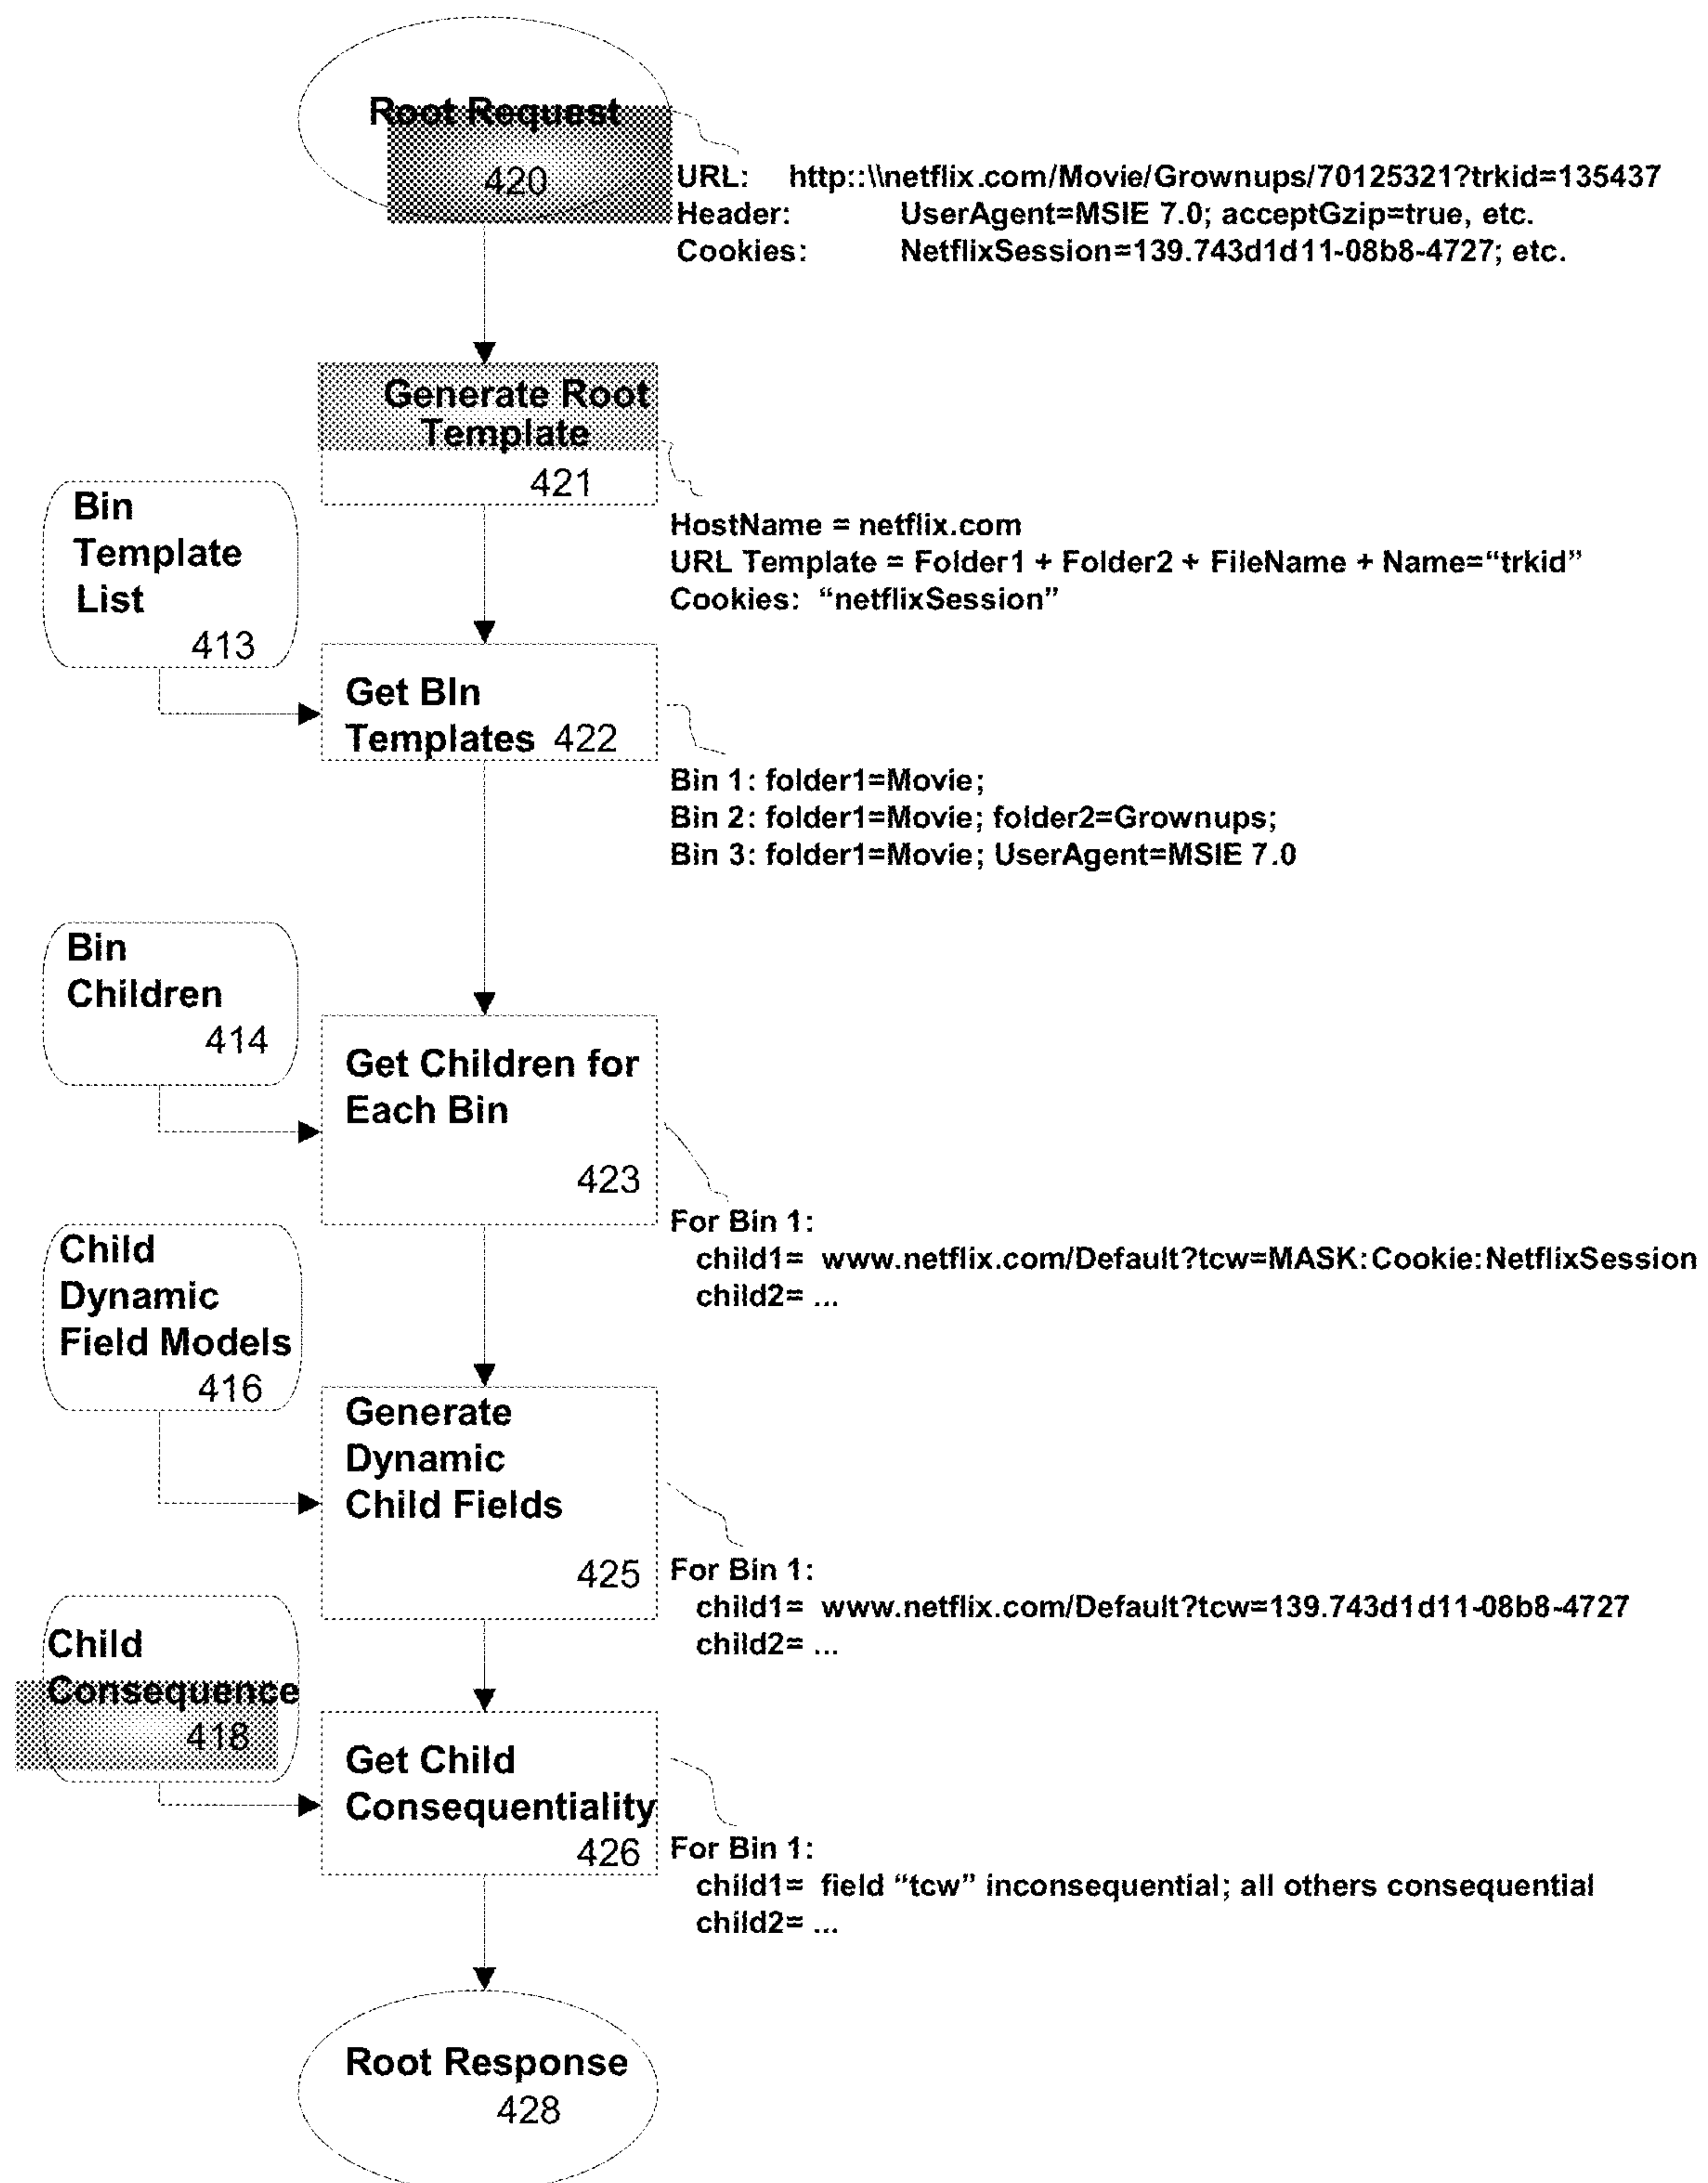 Root Request
420
URL: http::\\netflix.com/Movie/Grownups/70125321?trkid=135437
Header: UserAgent=MSIE 7.0; acceptGzip=true, etc.
Cookies: NetflixSession=139.743d1d11-08b8-4727; etc.
Generate Root
Template
421
HostName = netflix.com
URL Template = Folder1 + Folder2 + FileName + Name=“trkid”
Cookies: “netflixSession”
Bin
Template
List
413
Get BIn
Templates 422
Bin 1: folder1=Movie;
Bin 2: folder1=Movie; folder2=Grownups;
Bin 3: folder1=Movie; UserAgent=MSIE 7.0
Bin
Children
414
Get Children for
Each Bin
423
For Bin 1:
child1= www.netflix.com/Default?tcw=MASK:Cookie:NetflixSession
child2= ...
Child
Dynamic
Field Models
416
Generate
Dynamic
Child Fields
425
For Bin 1:
child1= www.netflix.com/Default?tcw=139.743d1d11-08b8-4727
child2= ...
Child
Consequence
418
Get Child
Consequentiality
426
For Bin 1:
child1= field “tcw” inconsequential; all others consequential
child2= ...
Root Response
428